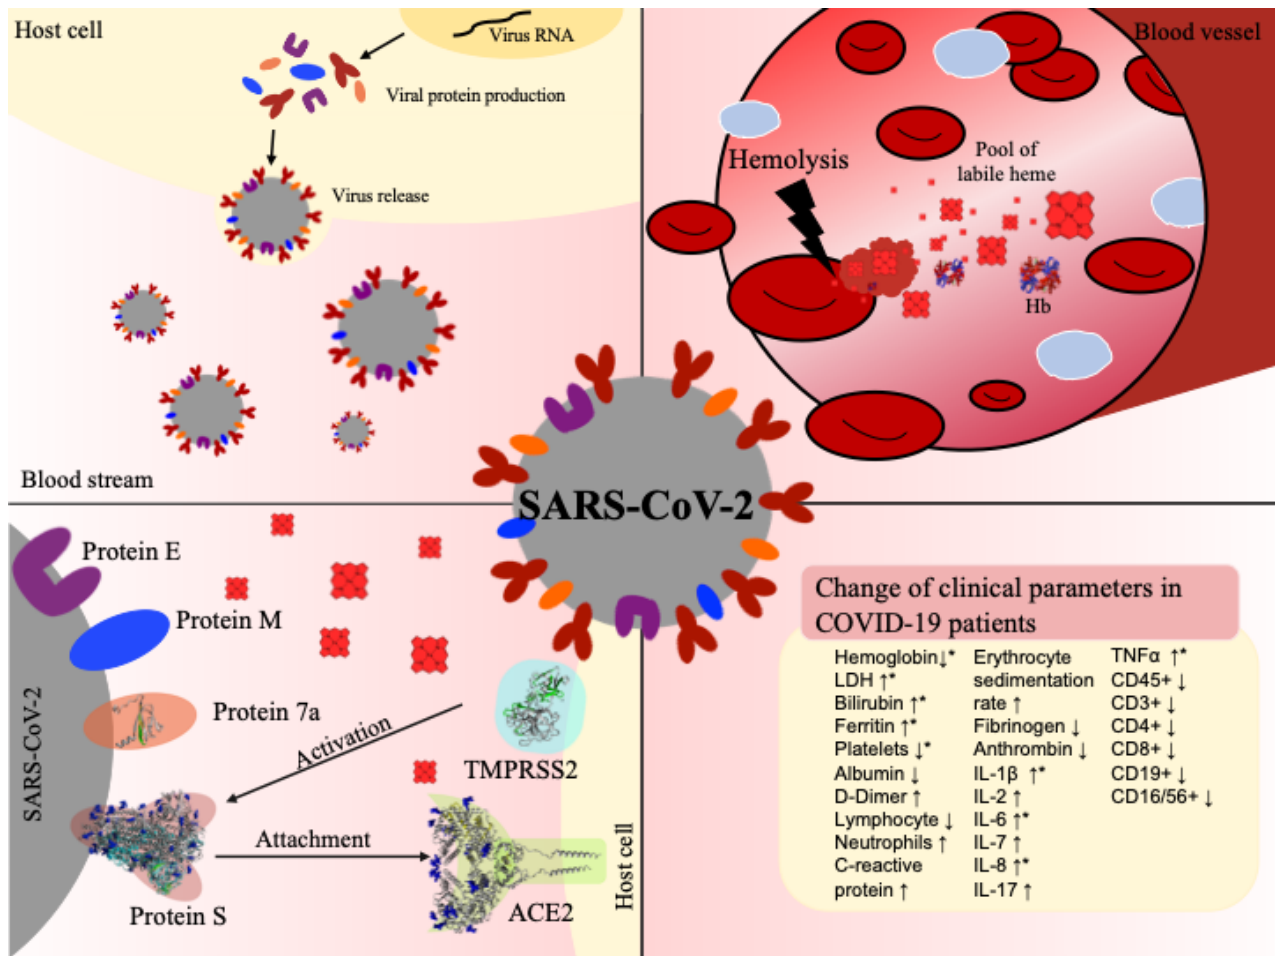 Host cell
Virus RNA
Viral protein production
Virus release
Blood stream
Blood vessel
Hemolysis
Pool of
labile heme
Hb
SARS-CoV-2
Protein E
Protein M
Protein 7a
SARS-CoV-2
Activation
TMPRSS2
Attachment
Protein S
ACE2
Host cell
Change of clinical parameters in
COVID-19 patients
Hemoglobin↓*
LDH ↑*
Bilirubin ↑*
Ferritin ↑*
Platelets ↓*
Albumin ↓
D-Dimer ↑
Lymphocyte ↓
Neutrophils ↑
C-reactive
protein ↑
Erythrocyte
sedimentation
rate ↑
Fibrinogen ↓
Anthrombin ↓
IL-1β ↑*
IL-2 ↑
IL-6 ↑*
IL-7 ↑
IL-8 ↑*
IL-17 ↑
TNFα ↑*
CD45+ ↓
CD3+ ↓
CD4+ ↓
CD8+ ↓
CD19+ ↓
CD16/56+ ↓